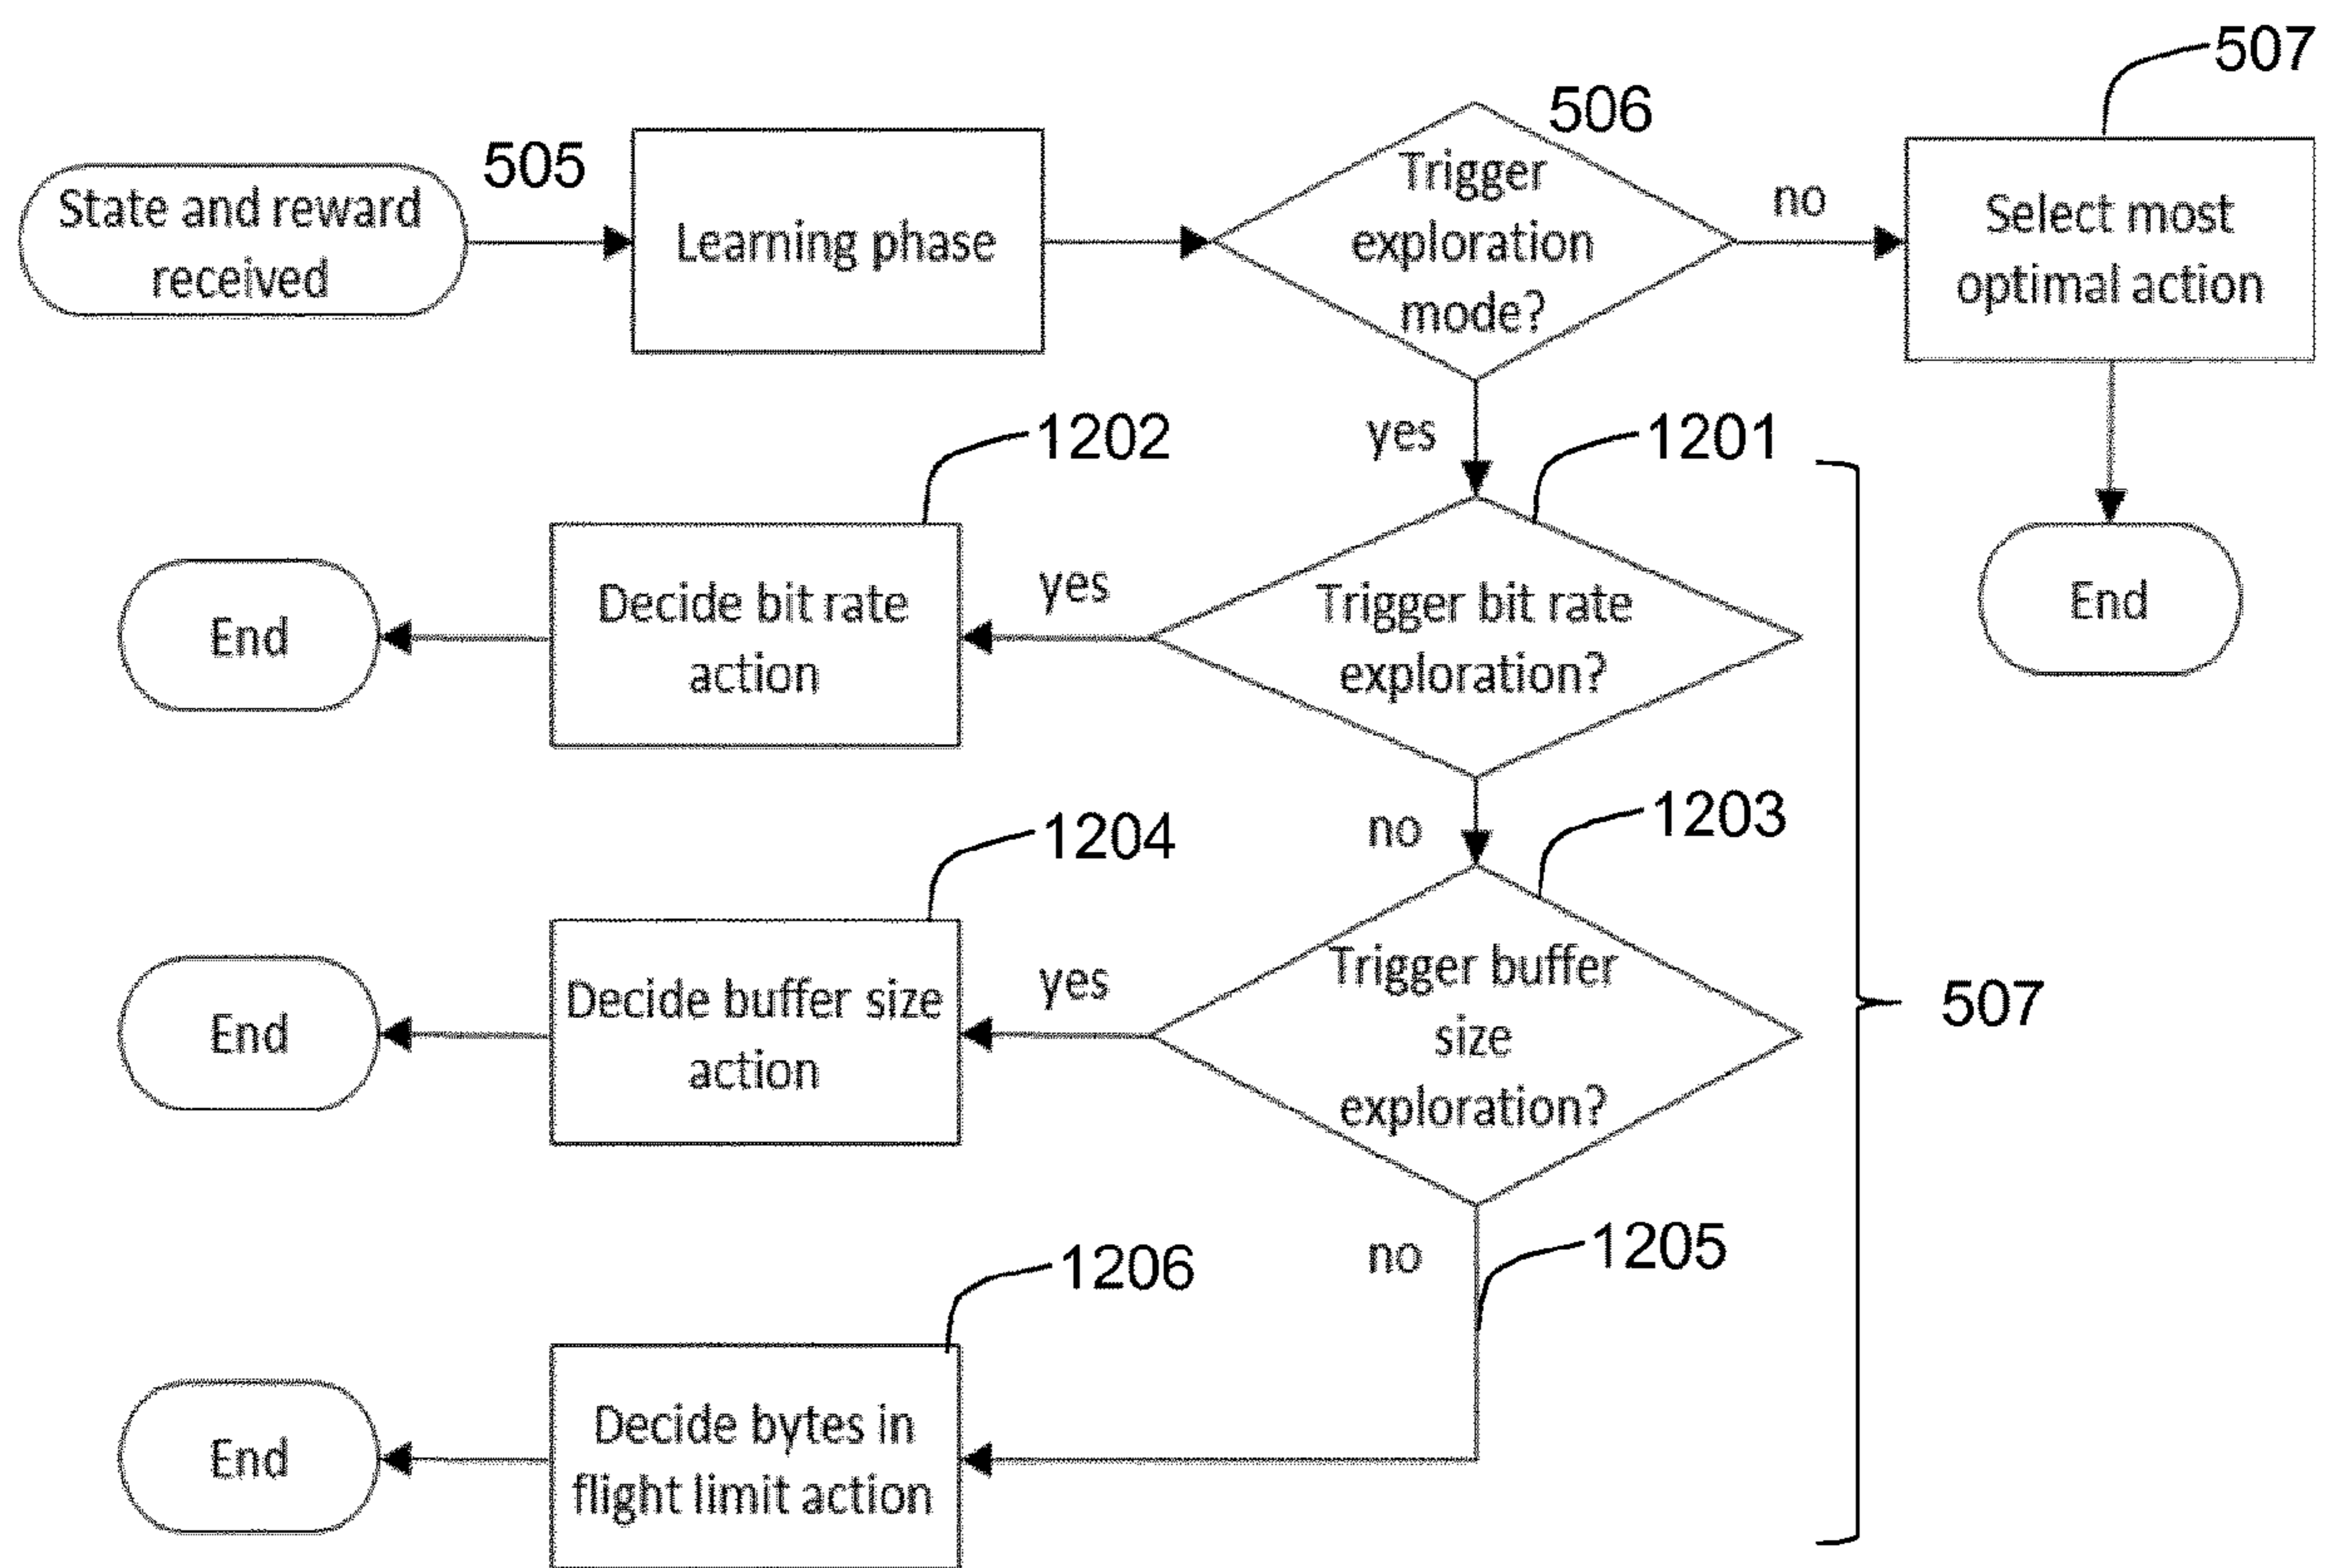 507
506
505
State and reward
received
Learning phase
Trigger
exploration
mode?
no
Select most
optimal action
yes
1202
1201
End
Decide bit rate
action
yes
Trigger bit rate
exploration?
End
no
1204
1203
End
Decide buffer size
action
yes
Trigger buffer
size
exploration?
507
no
1205
1206
End
Decide bytes in
flight limit action